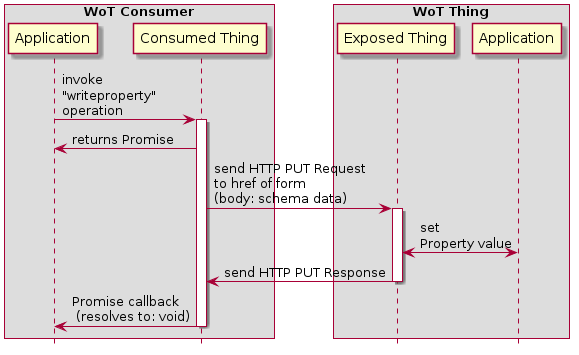 WoT Consumer
WoT Thing
Application
Consumed Thing
Exposed Thing
Application
invoke
"writeproperty"
operation
returns Promise
send HTTP PUT Request
to href of form
(body: schema data)
set
Property value
send HTTP PUT Response
Promise callback
(resolves to: void)